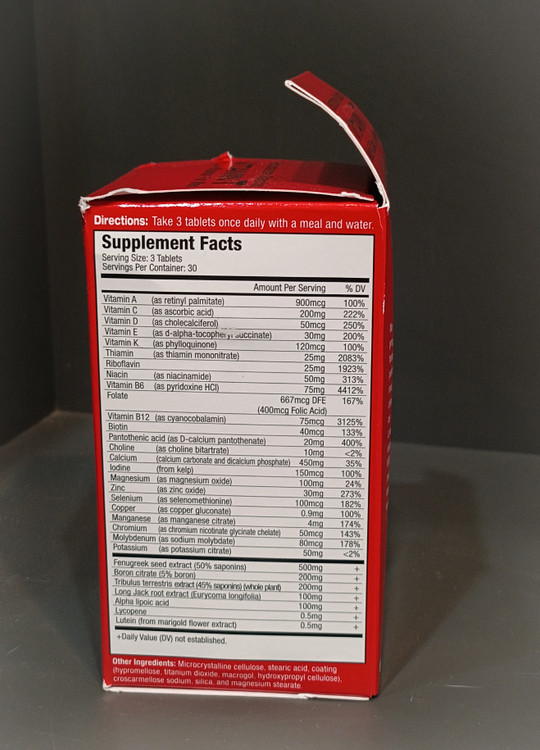 Directions: Take 3 tablets once daily with a meal and water.
Supplement Facts
Serving Size: 3 Tablets
Servings Per Container: 30
Amount Per Serving % DV
Vitamin A (as retinyl palmitate) 900mcg 100%
Vitamin C (as ascorbic acid) 200mg 222%
Vitamin D (as cholecalciferol) 50mcg 250%
Vitamin E (as d-alpha-tocopheryl succinate) 30mg 200%
Vitamin K (as phylloquinone) 120mcg 100%
Thiamin (as thiamin mononitrate) 25mg 2083%
Riboflavin 25mg 1923%
Niacin (as niacinamide) 50mg 313%
Vitamin B6 (as pyridoxine HCl) 75mg 4412%
Folate 667mcg DFE 167%
(400mcg Folic Acid)
Vitamin B12 (as cyanocobalamin) 75mcg 3125%
Biotin 40mcg 133%
Pantothenic acid (as D-calcium pantothenate) 20mg 400%
Choline (as choline bitartrate) 10mg <2%
Calcium (calcium carbonate and dicalcium phosphate) 450mg 35%
Iodine (from kelp) 150mcg 100%
Magnesium (as magnesium oxide) 100mg 24%
Zinc (as zinc oxide) 30mg 273%
Selenium (as selenomethionine) 100mcg 182%
Copper (as copper gluconate) 0.9mg 100%
Manganese (as manganese citrate) 4mg 174%
Chromium (as chromium nicotinate glycinate chelate) 50mcg 143%
Molybdenum (as sodium molybdate) 80mcg 178%
Potassium (as potassium citrate) 50mg <2%
Fenugreek seed extract (50% saponins) 500mg +
Boron citrate (5% boron) 200mg +
Tribulus terrestris extract (45% saponins) (whole plant) 200mg +
Long Jack root extract (Eurycoma longifolia) 100mg +
Alpha lipoic acid 100mg +
Lycopene 0.5mg +
Lutein (from marigold flower extract) 0.5mg +
+Daily Value (DV) not established.
Other Ingredients: Microcrystalline cellulose, stearic acid, coating
(hypromellose, titanium dioxide, macrogol, hydroxypropyl cellulose),
croscarmellose sodium, silica, and magnesium stearate.